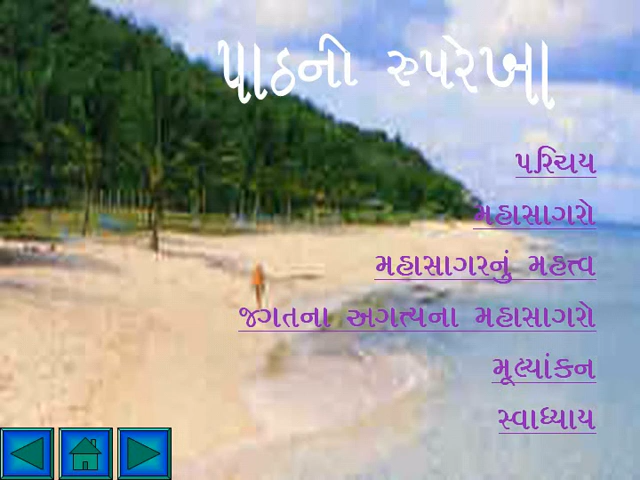 પાઠની રુપરેખા
પરિચય
મહાસાગરો
મહાસાગરનું મહત્ત્વ
જગતના અગત્યના મહાસાગરો
મૂલ્યાંકન
સ્વાધ્યાય